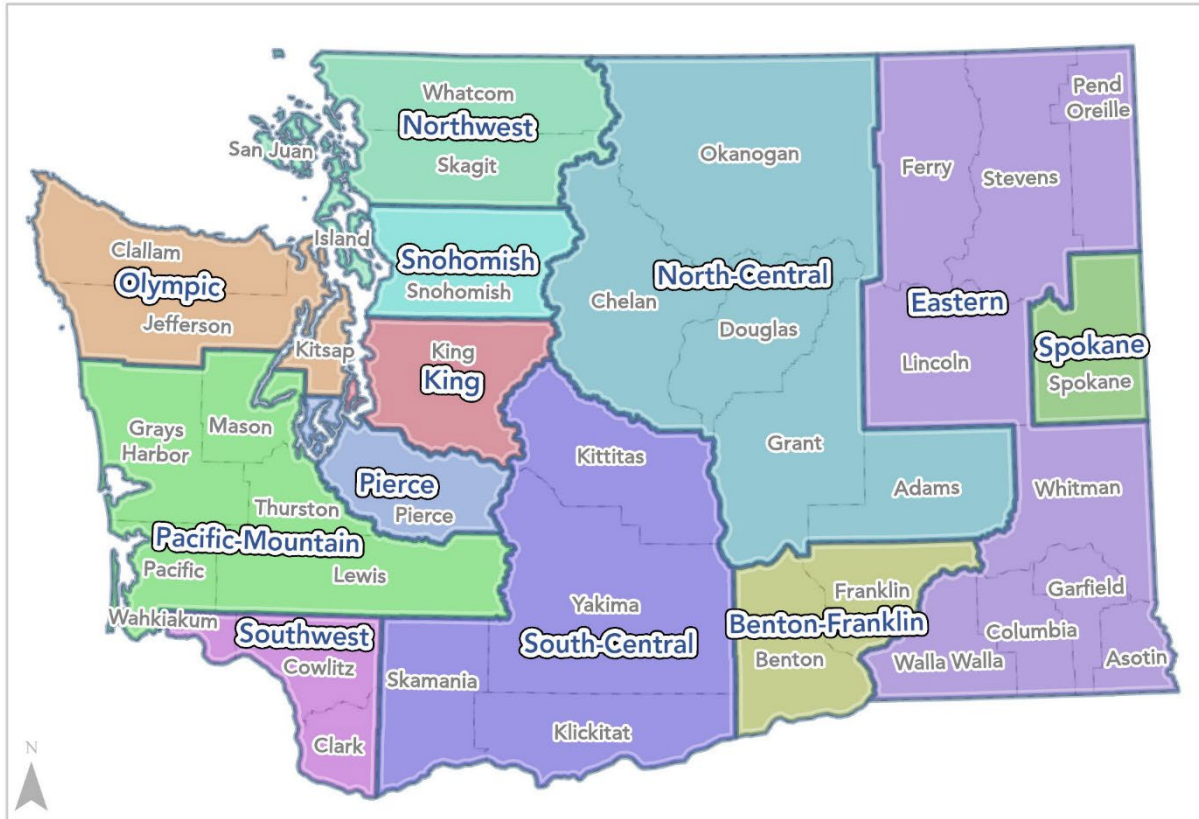 Whatcom
Northwest
Skagit
San Juan
Island
Okanogan
Pend
Oreille
Ferry
Stevens
Clallam
Olympic
Jefferson
Kitsap
Snohomish
Snohomish
North-Central
Chelan
Douglas
Eastern
Lincoln
Spokane
Spokane
King
King
Grays
Harbor
Mason
Thurston
Pierce
Pierce
Kittitas
Grant
Adams
Whitman
Pacific-Mountain
Pacific
Lewis
Wahkiakum
Southwest
Cowlitz
Clark
Yakima
South-Central
Skamania
Klickitat
Franklin
Benton-Franklin
Benton
Garfield
Columbia
Walla Walla
Asotin
N